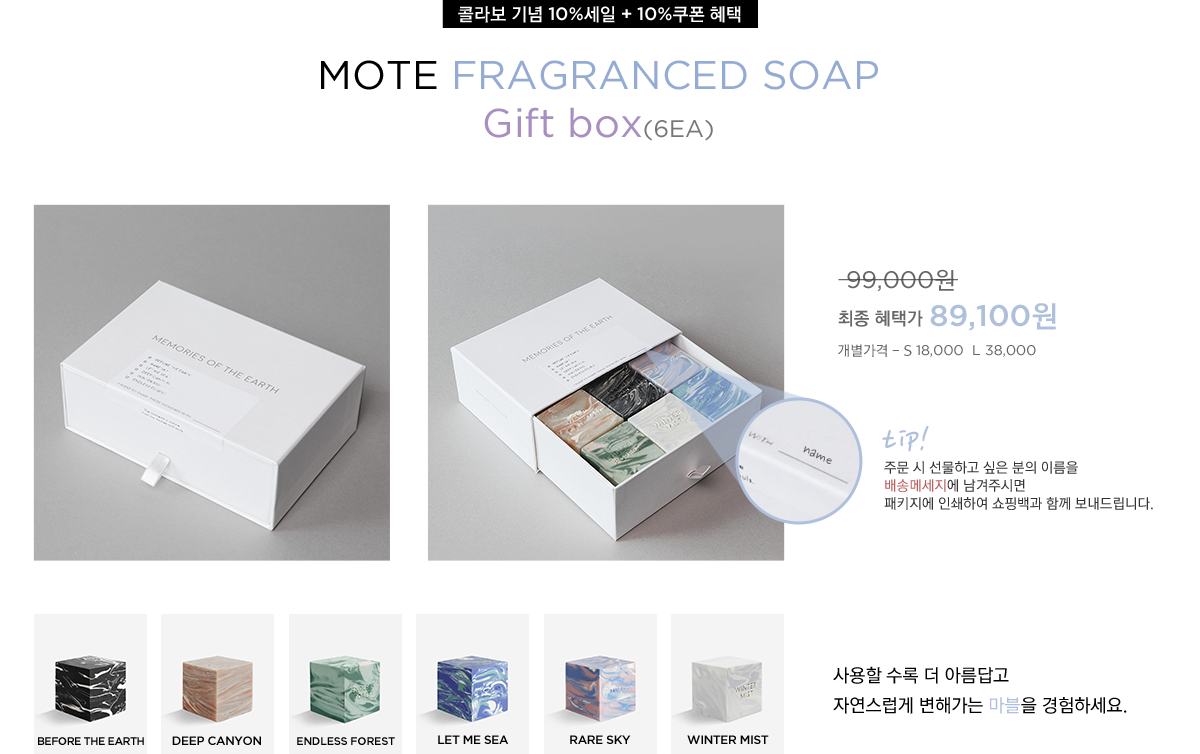 콜라보 기념 10%세일 + 10%쿠폰 혜택
MOTE FRAGRANCED SOAP
Gift box(6EA)
MEMORIES OF THE EARTH
MEMORIES OF THE EARTH
WINTER
MIST
99,000원
최종 혜택가 89,100원
개별가격 – S 18,000 L 38,000
name
tip!
주문 시 선물하고 싶은 분의 이름을
배송메세지에 남겨주시면
패키지에 인쇄하여 쇼핑백과 함께 보내드립니다.
WINTER
MIST
BEFORE THE EARTH
DEEP CANYON
ENDLESS FOREST
LET ME SEA
RARE SKY
WINTER MIST
사용할 수록 더 아름답고
자연스럽게 변해가는 마블을 경험하세요.